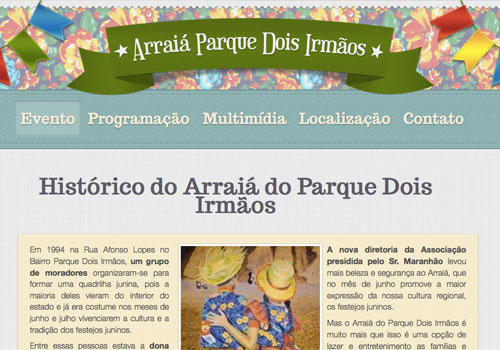 Arraiá Parque Dois Irmãos
Evento
Programação
Multimídia
Localização
Contato
Histórico do Arraiá do Parque Dois
Irmãos
Em 1994 na Rua Afonso Lopes no
Bairro Parque Dois Irmãos, um grupo
de moradores organizaram-se para
formar uma quadrilha junina, pois a
maioria deles vieram do interior do
estado e já era costume nos meses de
junho e julho vivenciarem a cultura e a
tradição dos festejos juninos.
Entre essas pessoas estava a dona
A nova diretoria da Associação
presidida pelo Sr. Maranhão levou
mais beleza e segurança ao Arraiá, que
no mês de junho promove a maior
expressão da nossa cultura regional,
os festejos juninos.
Mas o Arraiá do Parque Dois Irmãos é
muito mais que isso é uma opção de
lazer e entretenimento as famílias e